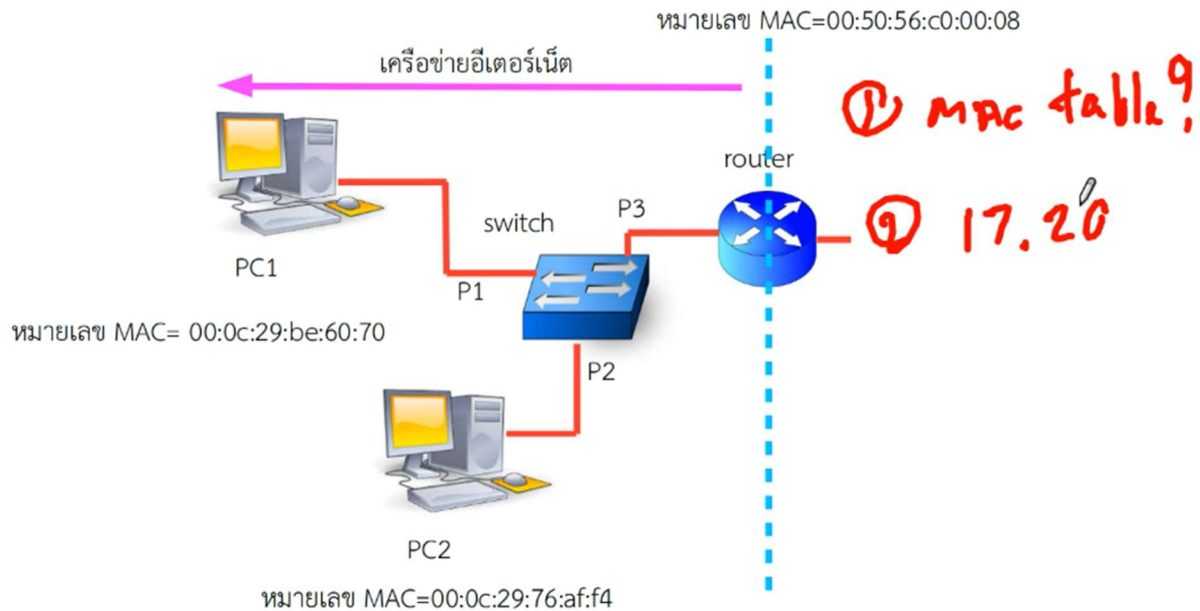 หมายเลข MAC=00:50:56:c0:00:08
เครือข่ายอีเตอร์เน็ต
① MAC table?
router
② 17.20
P3
switch
PC1
P1
หมายเลข MAC= 00:0c:29:be:60:70
P2
PC2
หมายเลข MAC=00:0c:29:76:af:f4